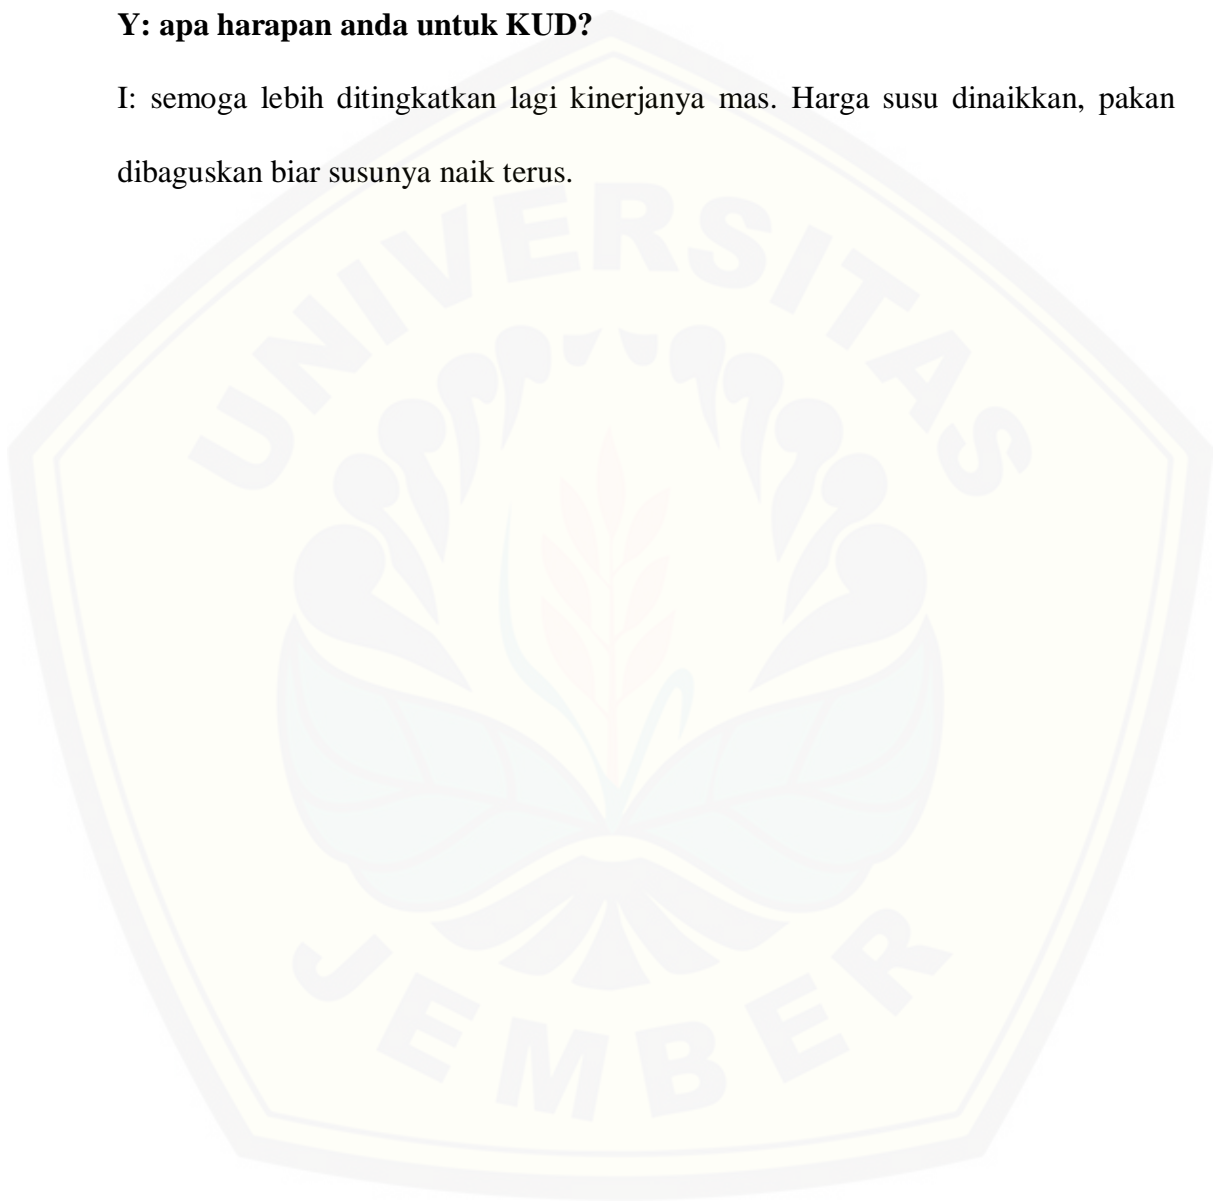 Y: apa harapan anda untuk KUD?
I: semoga lebih ditingkatkan lagi kinerjanya mas. Harga susu dinaikkan, pakan
dibaguskan biar susunya naik terus.
UNIVERSITAS
JEMBER